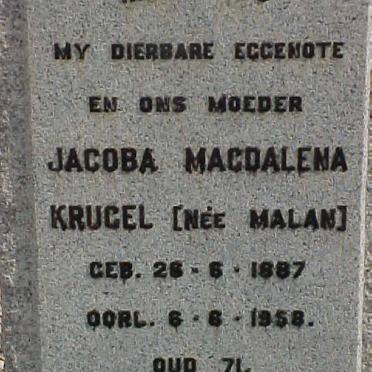 MY DIERBARE EGGENOTE
EN ONS MOEDER
JACOBA MAGDALENA
KRUGEL [NÉE MALAN]
GEB. 26 - 6 - 1887
OORL. 6 - 6 - 1958.
OUD 71.